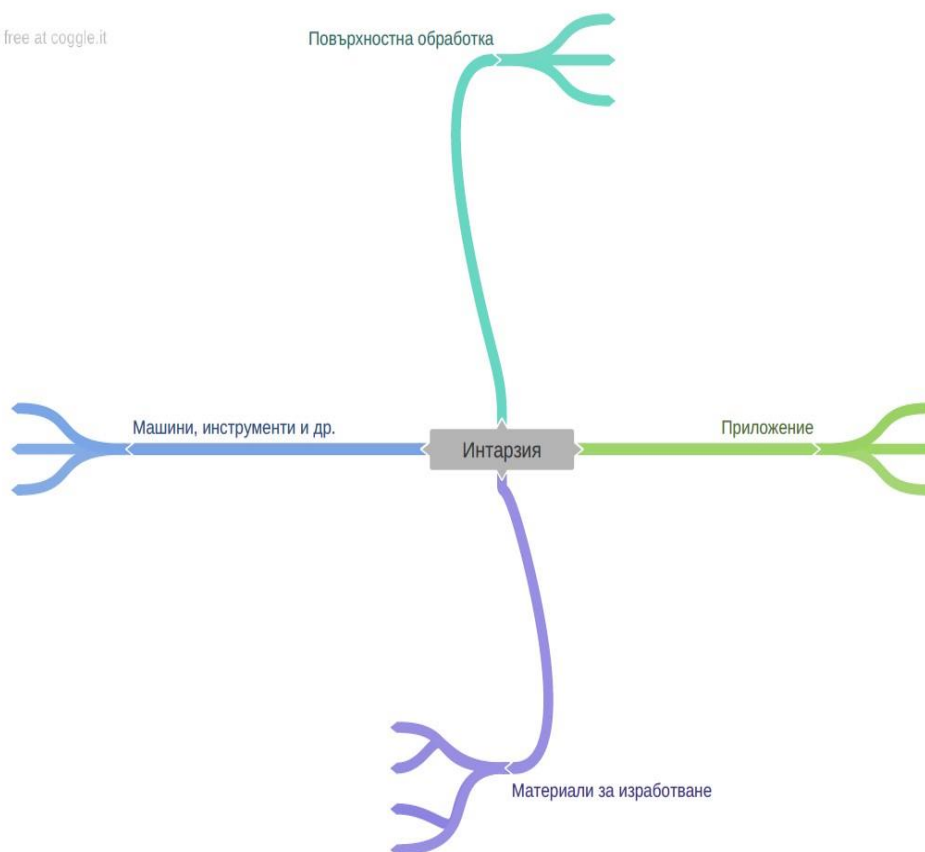 free at coggle.it
Повърхностна обработка
Машини, инструменти и др.
Приложение
Интарзия
Материали за изработване